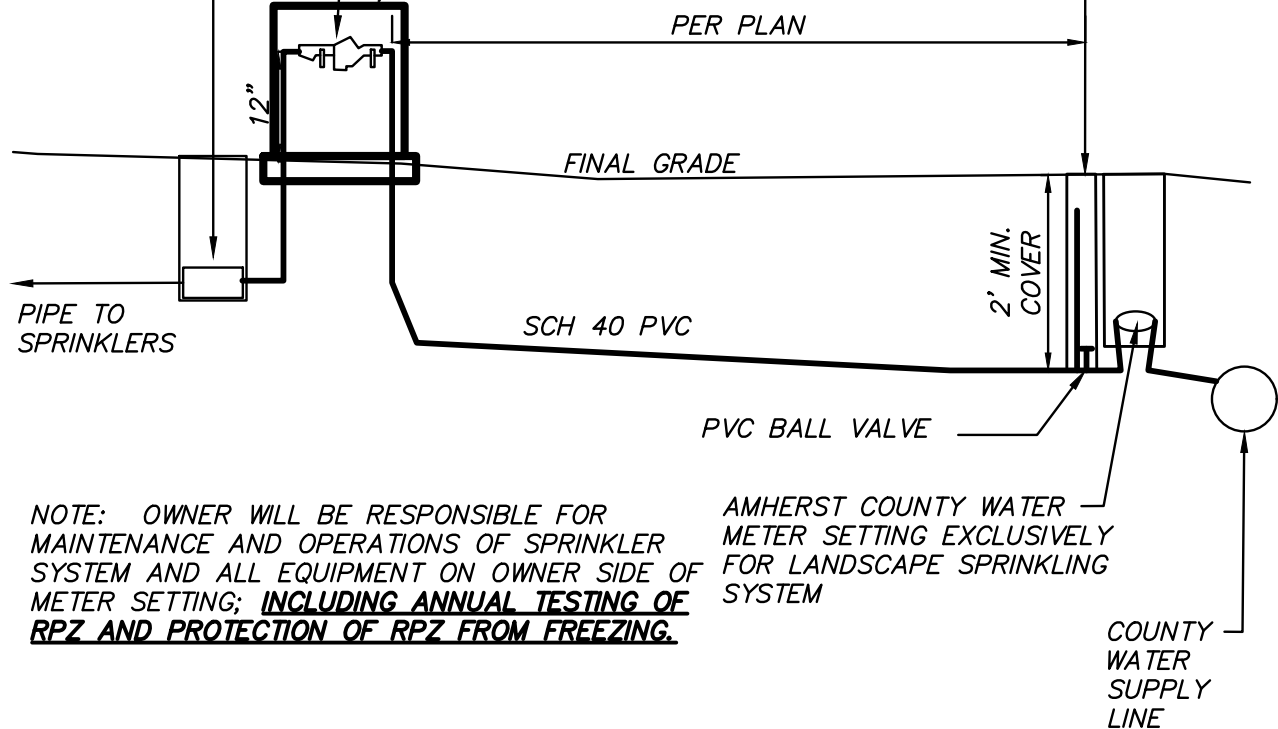 PER PLAN
12"
FINAL GRADE
2' MIN.
COVER
PIPE TO
SPRINKLERS
SCH 40 PVC
PVC BALL VALVE
NOTE: OWNER WILL BE RESPONSIBLE FOR
MAINTENANCE AND OPERATIONS OF SPRINKLER
SYSTEM AND ALL EQUIPMENT ON OWNER SIDE OF
METER SETTING; INCLUDING ANNUAL TESTING OF
RPZ AND PROTECTION OF RPZ FROM FREEZING.
AMHERST COUNTY WATER
METER SETTING EXCLUSIVELY
FOR LANDSCAPE SPRINKLING
SYSTEM
COUNTY
WATER
SUPPLY
LINE